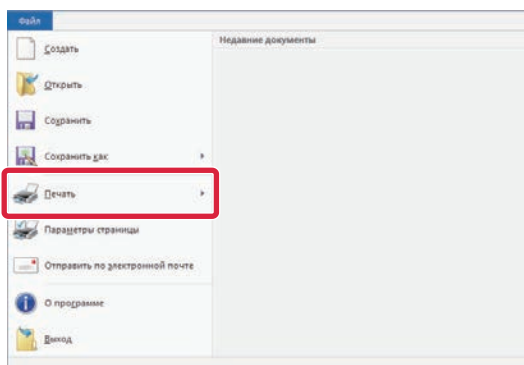 Файл
Недавние документы
Создать
Открыть
Сохранить
Сохранить как
Печать
Параметры страницы
Отправить по электронной почте
О программе
Выход